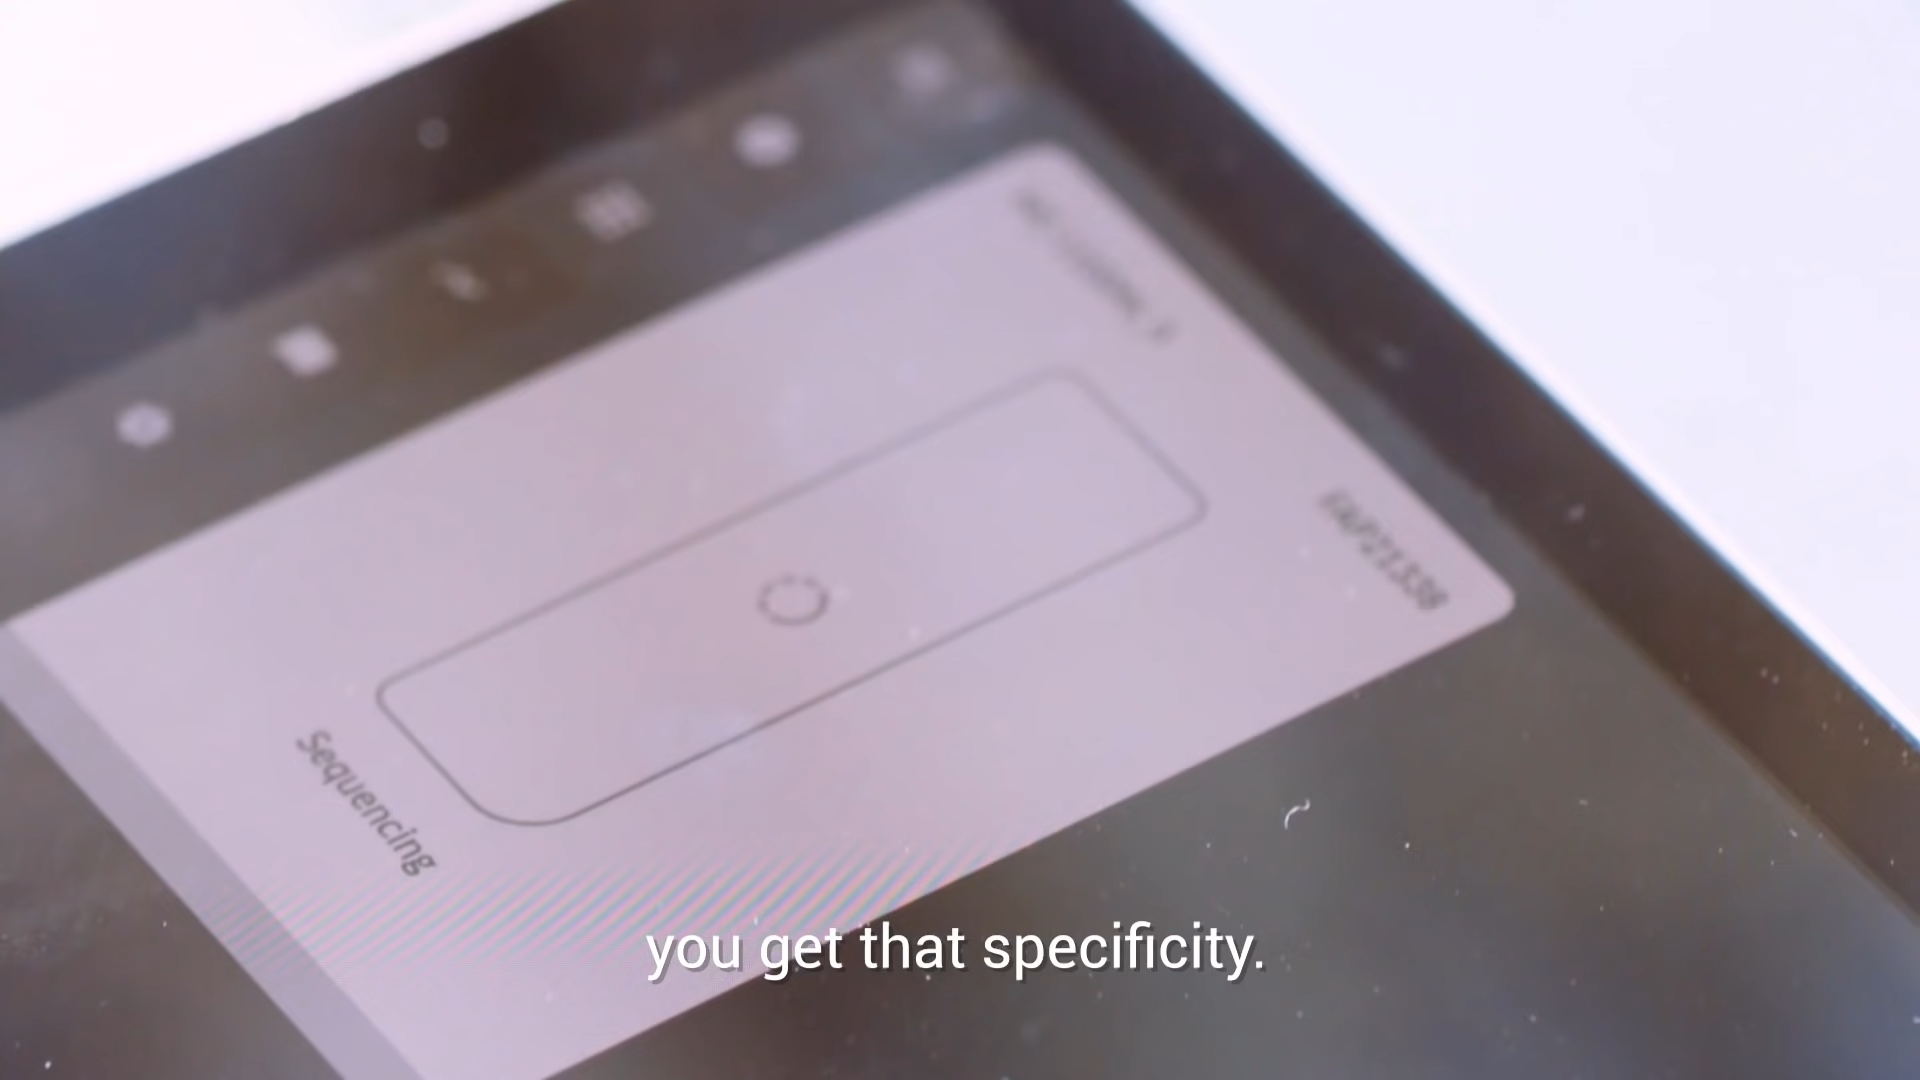 FAP21338
Sequencing
you get that specificity.